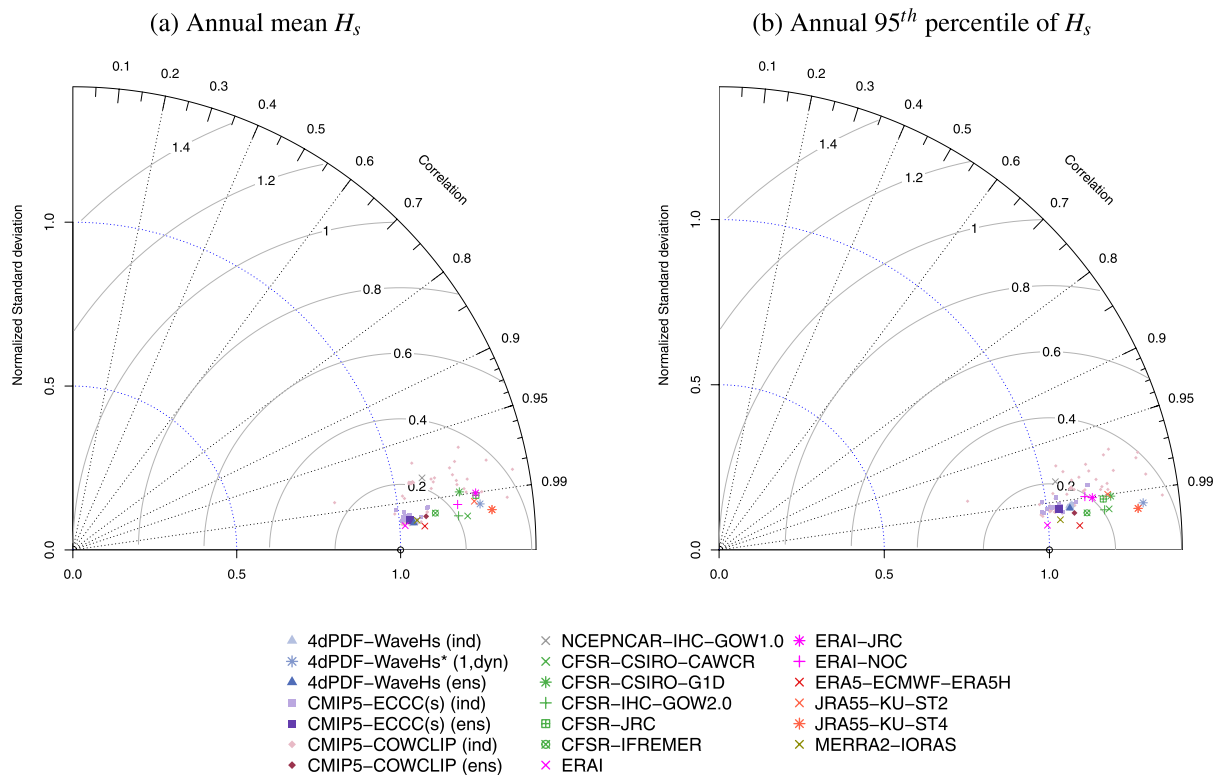 (a) Annual mean Hs
(b) Annual 95th percentile of Hs
0.1
0.2
0.3
0.4
0.5
0.6
0.7
0.8
0.9
0.95
0.99
Correlation
1.4
1.2
1
0.8
0.6
0.4
0.2
Normalized Standard deviation
1.0
0.5
0.0
0.0
0.5
1.0
0.1
0.2
0.3
0.4
0.5
0.6
0.7
0.8
0.9
0.95
0.99
Correlation
1.4
1.2
1
0.8
0.6
0.4
0.2
Normalized Standard deviation
1.0
0.5
0.0
0.0
0.5
1.0
4dPDF−WaveHs (ind)
4dPDF−WaveHs* (1,dyn)
4dPDF−WaveHs (ens)
CMIP5−ECCC(s) (ind)
CMIP5−ECCC(s) (ens)
CMIP5−COWCLIP (ind)
CMIP5−COWCLIP (ens)
NCEPNCAR−IHC−GOW1.0
CFSR−CSIRO−CAWCR
CFSR−CSIRO−G1D
CFSR−IHC−GOW2.0
CFSR−JRC
CFSR−IFREMER
ERAI
ERAI−JRC
ERAI−NOC
ERA5−ECMWF−ERA5H
JRA55−KU−ST2
JRA55−KU−ST4
MERRA2−IORAS